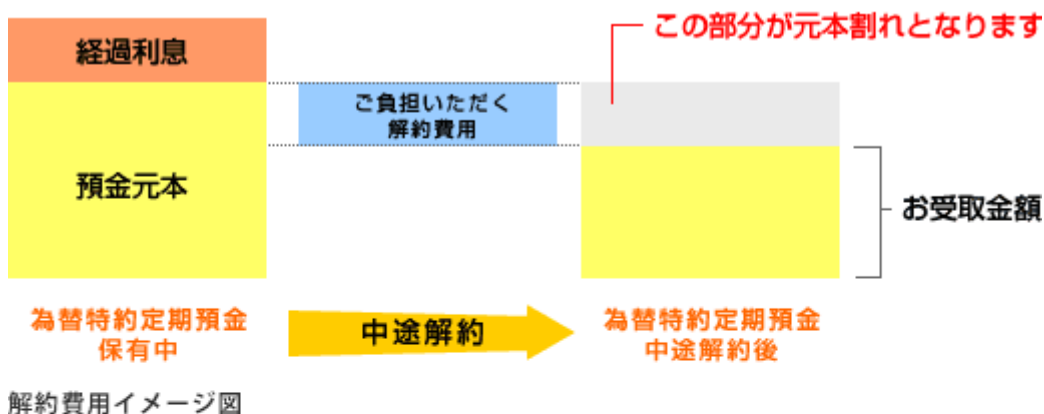 この部分が元本割れとなります
経過利息
ご負担いただく
解約費用
預金元本
お受取金額
為替特約定期預金
保有中
中途解約
為替特約定期預金
中途解約後
解約費用イメージ図